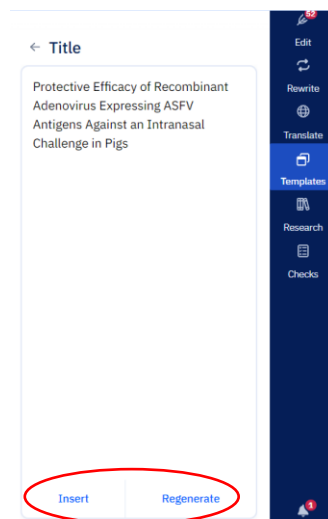 62
Edit
← Title
Rewrite
Protective Efficacy of Recombinant
Adenovirus Expressing ASFV
Antigens Against an Intranasal
Challenge in Pigs
Translate
Templates
Research
Checks
Insert
Regenerate
1